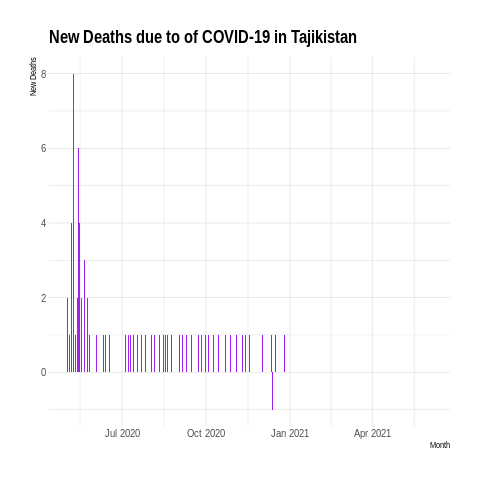 New Deaths due to of COVID-19 in Tajikistan
New Deaths
8
6
4
2
0
Jul 2020 Oct 2020 Jan 2021 Apr 2021
Month